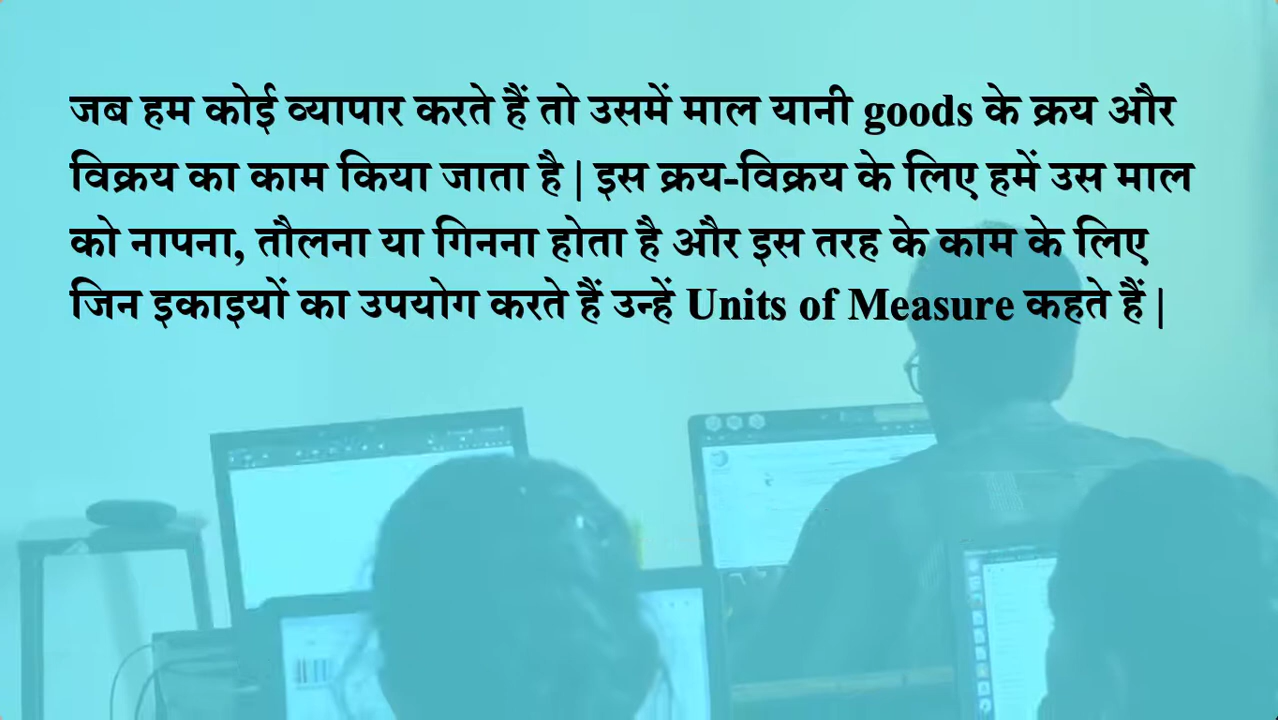 जब हम कोई व्यापार करते हैं तो उसमें माल यानी goods के क्रय और
विक्रय का काम किया जाता है | इस क्रय-विक्रय के लिए हमें उस माल
को नापना, तौलना या गिनना होता है और इस तरह के काम के लिए
जिन इकाइयों का उपयोग करते हैं उन्हें Units of Measure कहते हैं |